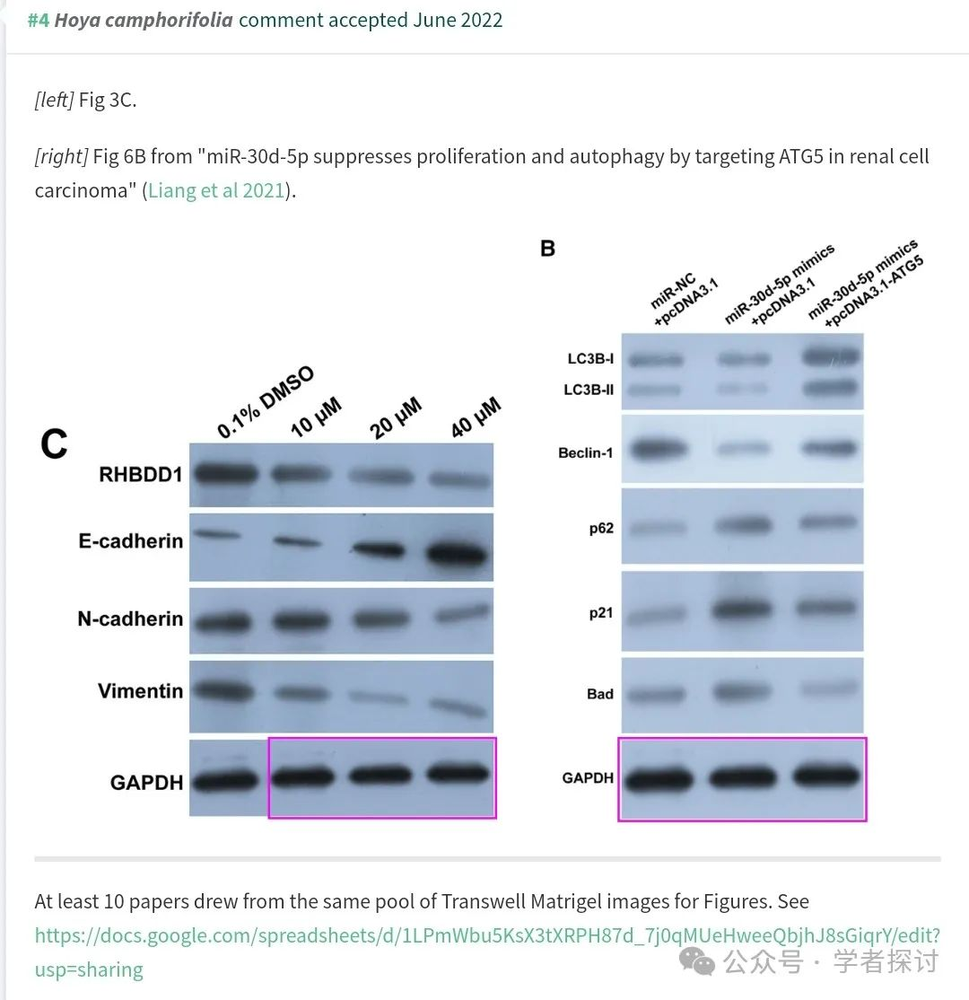 #4 Hoya camphorifolia comment accepted June 2022
[left] Fig 3C.
[right] Fig 6B from "miR-30d-5p suppresses proliferation and autophagy by targeting ATG5 in renal cell
carcinoma" (Liang et al 2021).
C
0.1% DMSO
10 μM
20 μM
40 μM
RHBDD1
E-cadherin
N-cadherin
Vimentin
GAPDH
B
miR-NC
+pcDNA3.1
miR-30d-5p mimics
+pcDNA3.1
miR-30d-5p mimics
+pcDNA3.1-ATG5
LC3B-I
LC3B-II
Beclin-1
p62
p21
Bad
GAPDH
At least 10 papers drew from the same pool of Transwell Matrigel images for Figures. See
https://docs.google.com/spreadsheets/d/1LPmWbu5KsX3tXRPH87d_7j0qMUeHweeQbjhJ8sGiqrY/edit?
usp=sharing
公众号 · 学者探讨